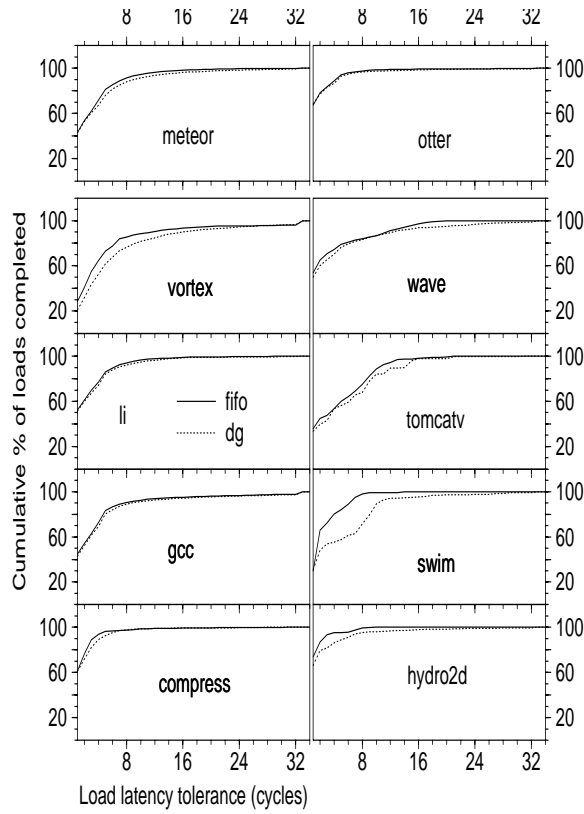 8 16 24 32 8 16 24 32
100 60 20 meteor
otter 100 60 20
100 60 20 vortex
wave 100 60 20
100 60 20 li
fifo
dg
tomcatv 100 60 20
100 60 20 gcc
swim 100 60 20
100 60 20 compress
hydro2d 100 60 20
8 16 24 32 8 16 24 32
Cumulative % of loads completed
Load latency tolerance (cycles)